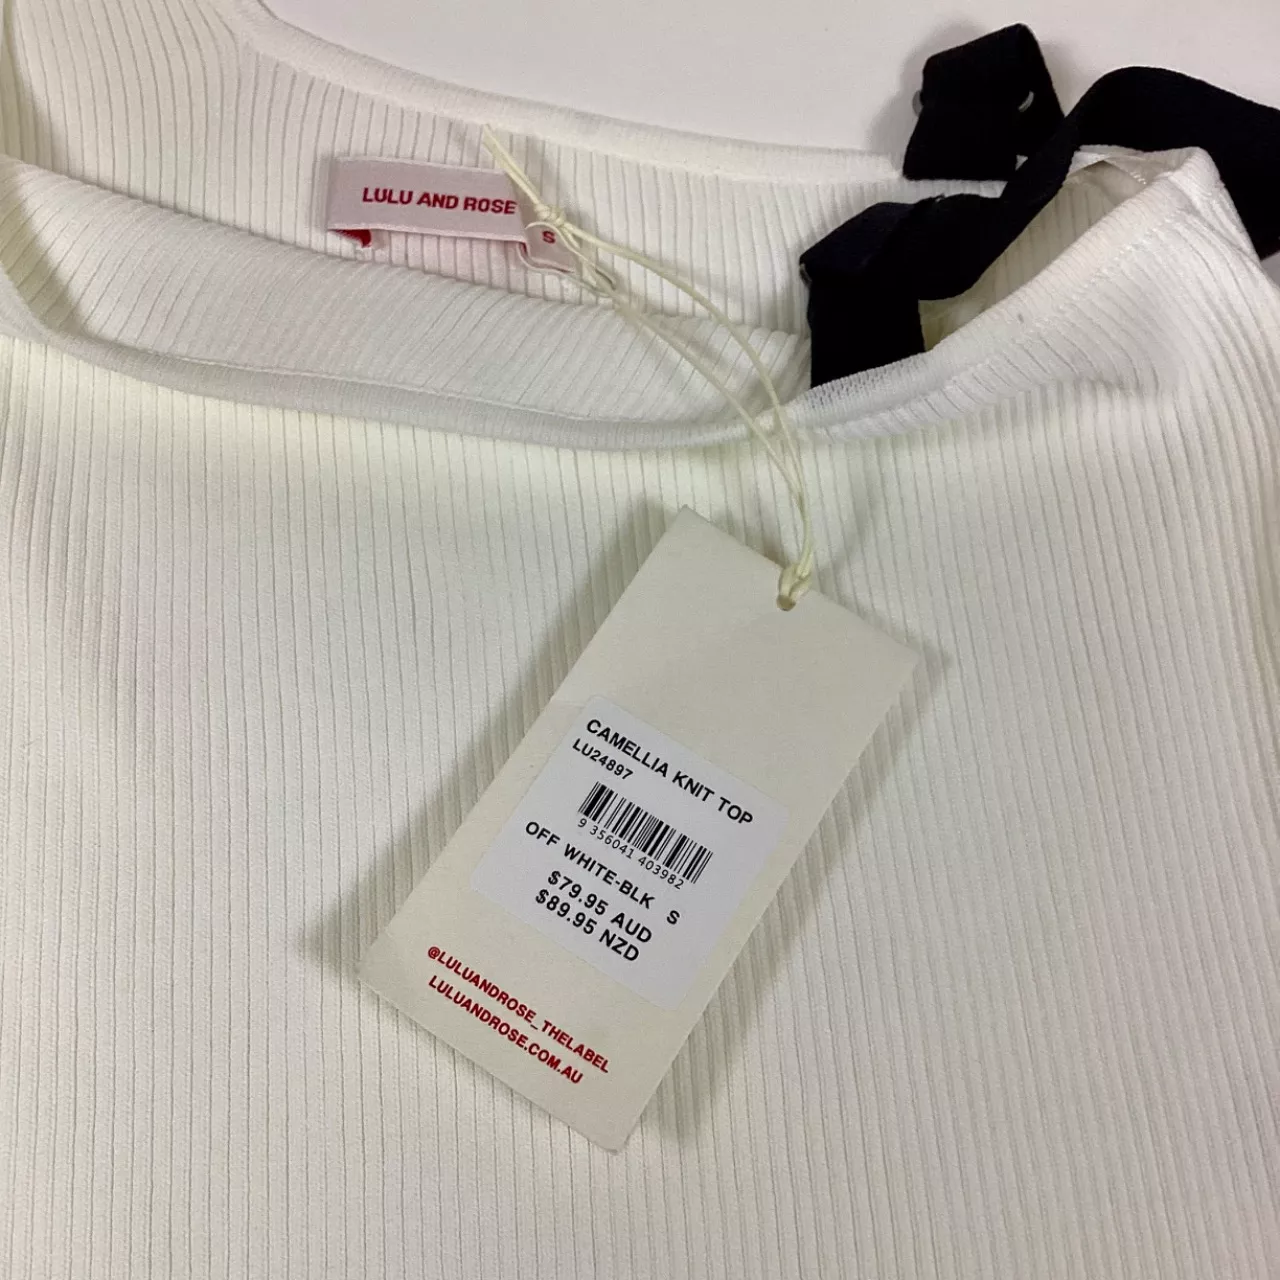 LULU AND ROSE
S
CAMELLIA KNIT TOP
LU24897
9 356041 403982
OFF WHITE-BLK S
$79.95 AUD
$89.95 NZD
@LULUANDROSE_THELABEL
LULUANDROSE.COM.AU